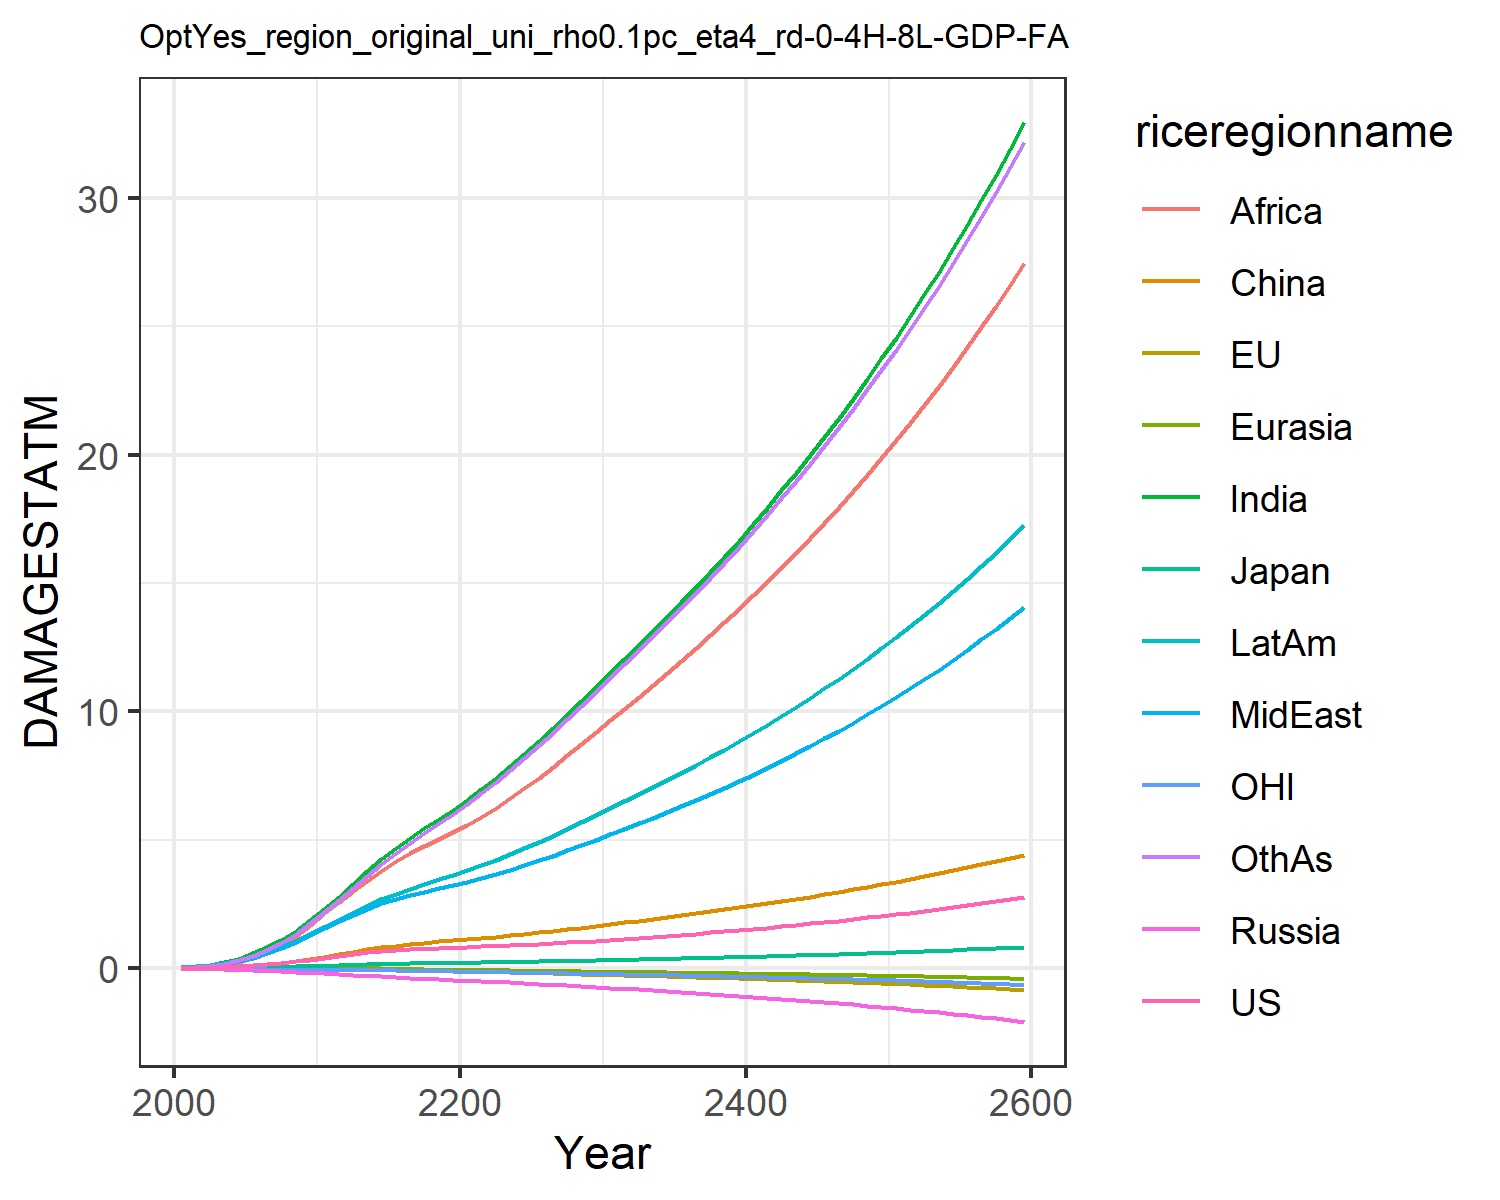 OptYes_region_original_uni_rho0.1pc_eta4_rd-0-4H-8L-GDP-FA
DAMAGESTATM
30
20
10
0
2000 2200 2400 2600
Year
riceregionname
Africa
China
EU
Eurasia
India
Japan
LatAm
MidEast
OHI
OthAs
Russia
US